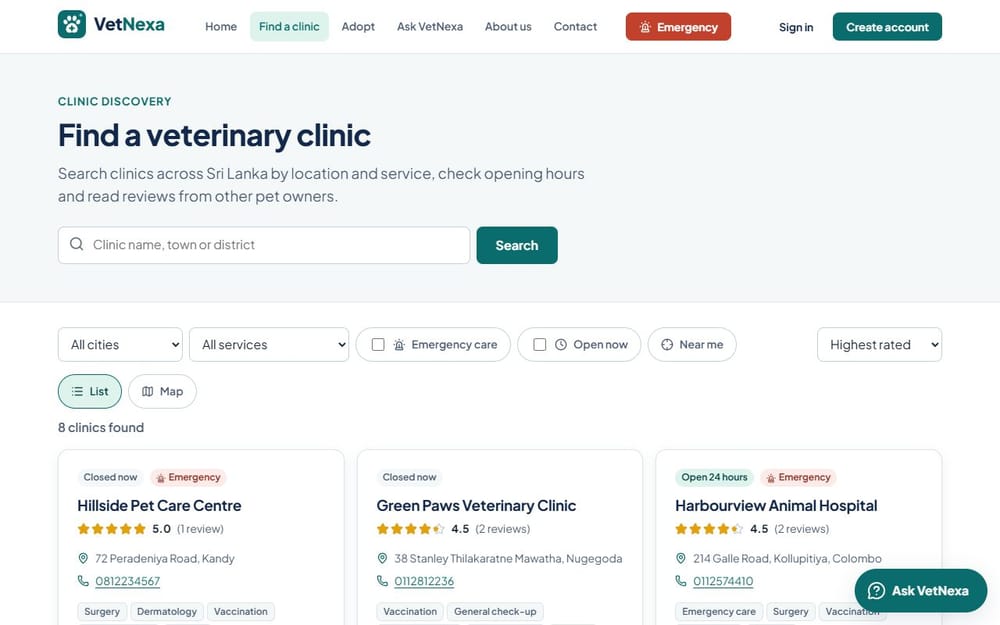 VetNexa
Home
Find a clinic
Adopt
Ask VetNexa
About us
Contact
Emergency
Sign in
Create account
CLINIC DISCOVERY
Find a veterinary clinic
Search clinics across Sri Lanka by location and service, check opening hours
and read reviews from other pet owners.
Clinic name, town or district
Search
All cities
All services
Emergency care
Open now
Near me
Highest rated
List
Map
8 clinics found
Closed now
Emergency
Hillside Pet Care Centre
5.0 (1 review)
72 Peradeniya Road, Kandy
0812234567
Surgery
Dermatology
Vaccination
Closed now
Green Paws Veterinary Clinic
4.5 (2 reviews)
38 Stanley Thilakaratne Mawatha, Nugegoda
0112812236
Vaccination
General check-up
Open 24 hours
Emergency
Harbourview Animal Hospital
4.5 (2 reviews)
214 Galle Road, Kollupitiya, Colombo
0112574410
Emergency care
Surgery
Vaccination
Ask VetNexa